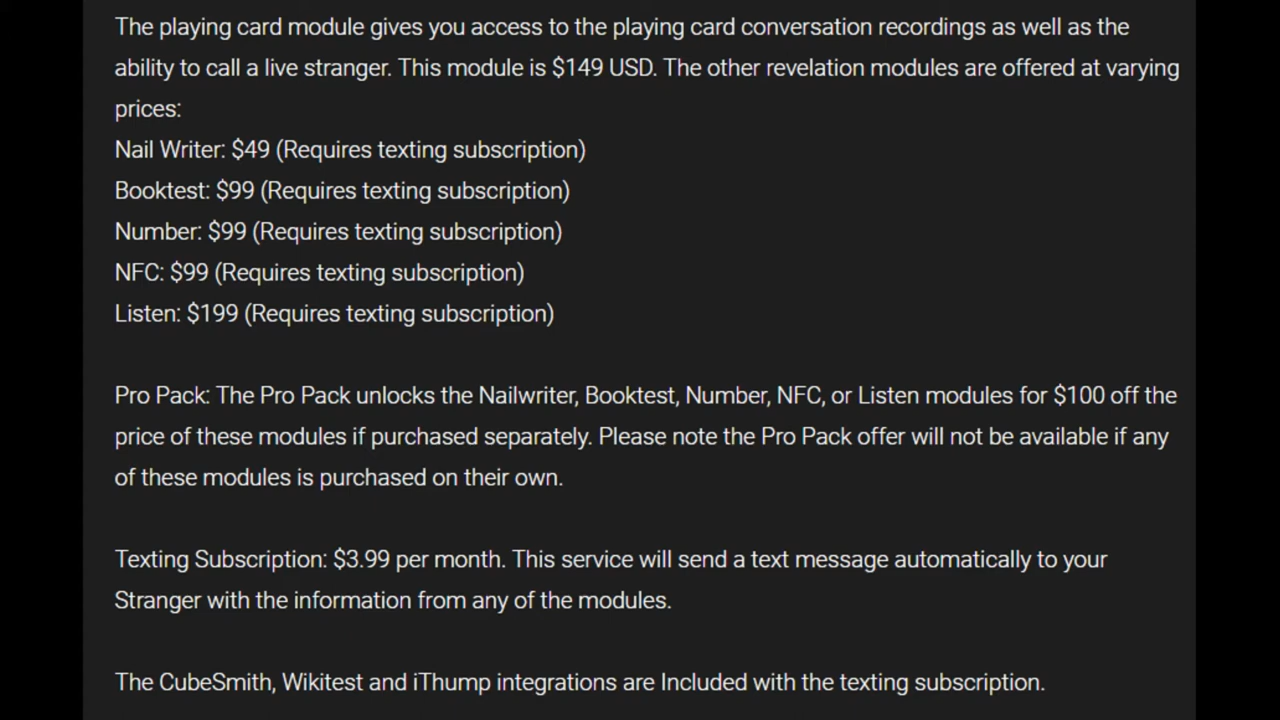 The playing card module gives you access to the playing card conversation recordings as well as the
ability to call a live stranger. This module is $149 USD. The other revelation modules are offered at varying
prices:
Nail Writer: $49 (Requires texting subscription)
Booktest: $99 (Requires texting subscription)
Number: $99 (Requires texting subscription)
NFC: $99 (Requires texting subscription)
Listen: $199 (Requires texting subscription)
Pro Pack: The Pro Pack unlocks the Nailwriter, Booktest, Number, NFC, or Listen modules for $100 off the
price of these modules if purchased separately. Please note the Pro Pack offer will not be available if any
of these modules is purchased on their own.
Texting Subscription: $3.99 per month. This service will send a text message automatically to your
Stranger with the information from any of the modules.
The CubeSmith, Wikitest and iThump integrations are Included with the texting subscription.